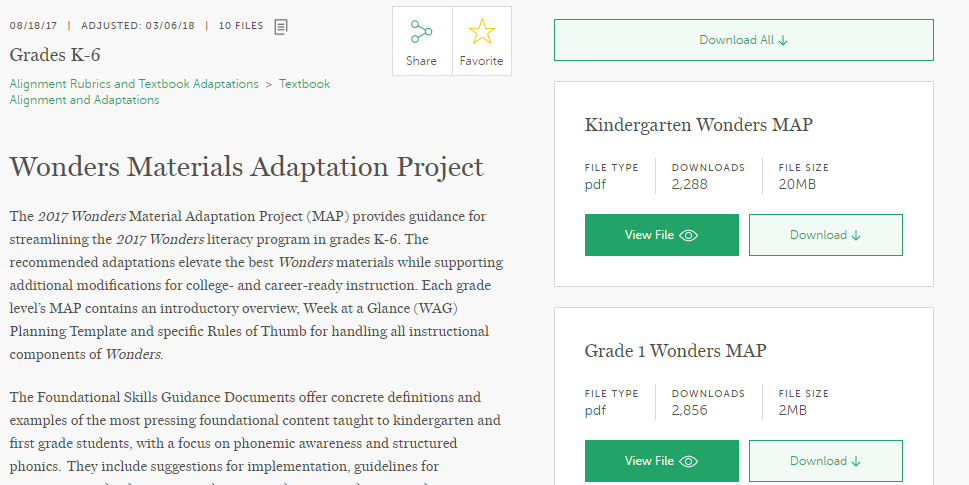 08/18/17 | ADJUSTED: 03/06/18 | 10 FILES
Grades K-6
Alignment Rubrics and Textbook Adaptations > Textbook
Alignment and Adaptations
Share
Favorite
Wonders Materials Adaptation Project
The 2017 Wonders Material Adaptation Project (MAP) provides guidance for
streamlining the 2017 Wonders literacy program in grades K-6. The
recommended adaptations elevate the best Wonders materials while supporting
additional modifications for college- and career-ready instruction. Each grade
level's MAP contains an introductory overview, Week at a Glance (WAG)
Planning Template and specific Rules of Thumb for handling all instructional
components of Wonders.
The Foundational Skills Guidance Documents offer concrete definitions and
examples of the most pressing foundational content taught to kindergarten and
first grade students, with a focus on phonemic awareness and structured
phonics. They include suggestions for implementation, guidelines for
Download All
Kindergarten Wonders MAP
FILE TYPE DOWNLOADS FILE SIZE
pdf 2,288 20MB
View File Download
Grade 1 Wonders MAP
FILE TYPE DOWNLOADS FILE SIZE
pdf 2,856 2MB
View File Download